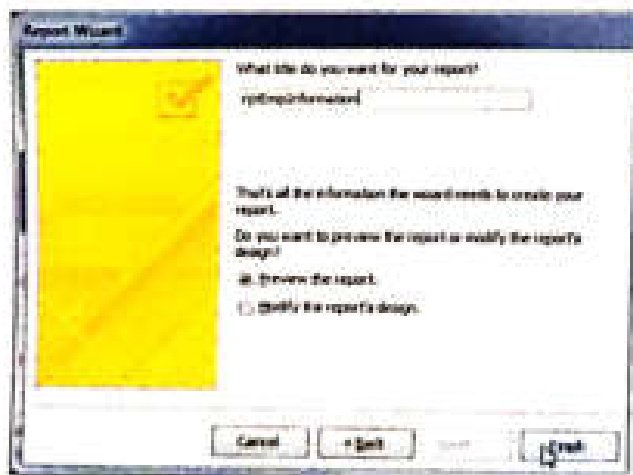 Report Wizard
What title do you want for your report?
rptEmpInformation
That's all the information the wizard needs to create your
report.
Do you want to preview the report or modify the report's
design?
Preview the report.
Modify the report's design.
Cancel
< Back
Finish